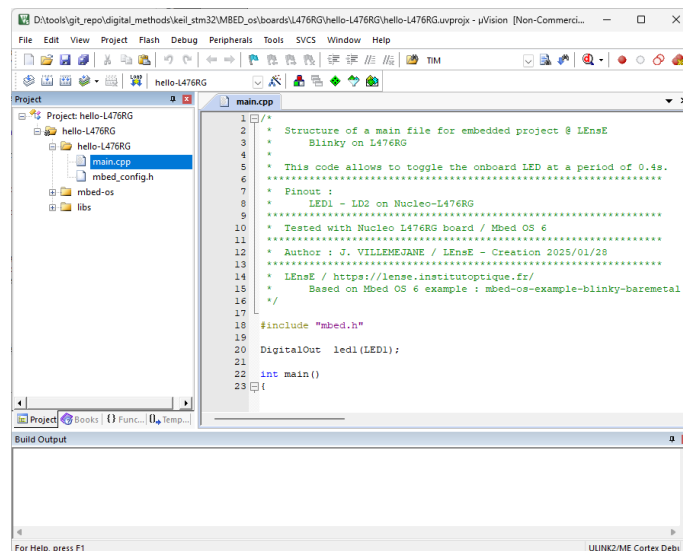 D:\tools\git_repo\digital_methods\keil_stm32\MBED_OS\boards\L476RG\hello-L476RG\hello-L476RG.uvprojx - µVision [Non-Commerci...
File Edit View Project Flash Debug Peripherals Tools SVCS Window Help
TIM
LOAD hello-L476RG
Project
main.cpp
Project: hello-L476RG
hello-L476RG
hello-L476RG
main.cpp
mbed_config.h
mbed-os
libs
1 /*
2 * Structure of a main file for embedded project @ LEnsE
3 * Blinky on L476RG
4 *
5 * This code allows to toggle the onboard LED at a period of 0.4s.
6 ****************************************************************
7 * Pinout :
8 * LED1 - LD2 on Nucleo-L476RG
9 ****************************************************************
10 * Tested with Nucleo L476RG board / Mbed OS 6
11 ****************************************************************
12 * Author : J. VILLEMEJANE / LEnsE - Creation 2025/01/28
13 ****************************************************************
14 * LEnsE / https://lense.institutoptique.fr/
15 * Based on Mbed OS 6 example : mbed-os-example-blinky-baremetal
16 */
17
18 #include "mbed.h"
19
20 DigitalOut led1(LED1);
21
22 int main()
23 {
Project Books {} Func... 0 Temp...
Build Output
For Help, press F1
ULINK2/ME Cortex Debu